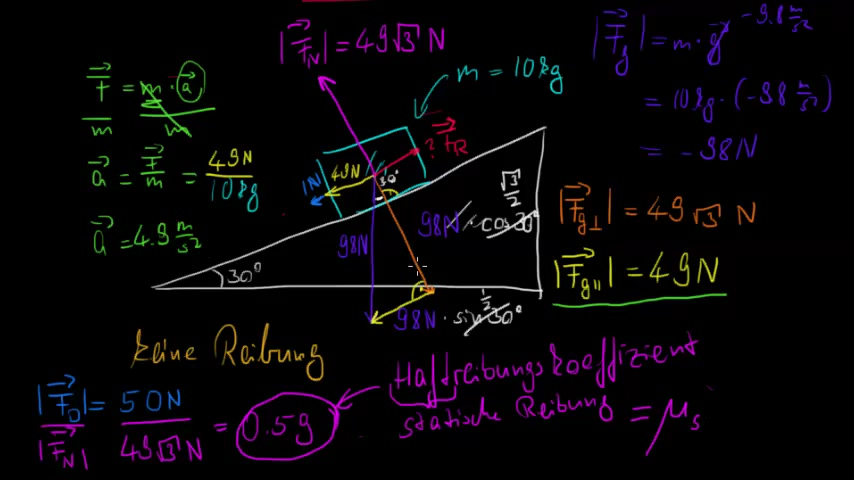 |F_N| = 49√3 N
m = 10kg
|F_g| = m · g -9.8 m/s²
= 10kg · (-9.8 m/s²)
= -98N
F = m · a
m m
a = F/m = 49N/10kg
a = 4.9 m/s²
? F_R
49N
1N
30°
98N
98N · cos 30°
√3/2
30°
98N · sin 30°
1/2
|F_g⊥| = 49√3 N
|F_g||| = 49N
keine Reibung
Haftreibungskoeffizient
statische Reibung = μ_s
|F_0| = 50N
|F_N| 49√3 N = 0.59